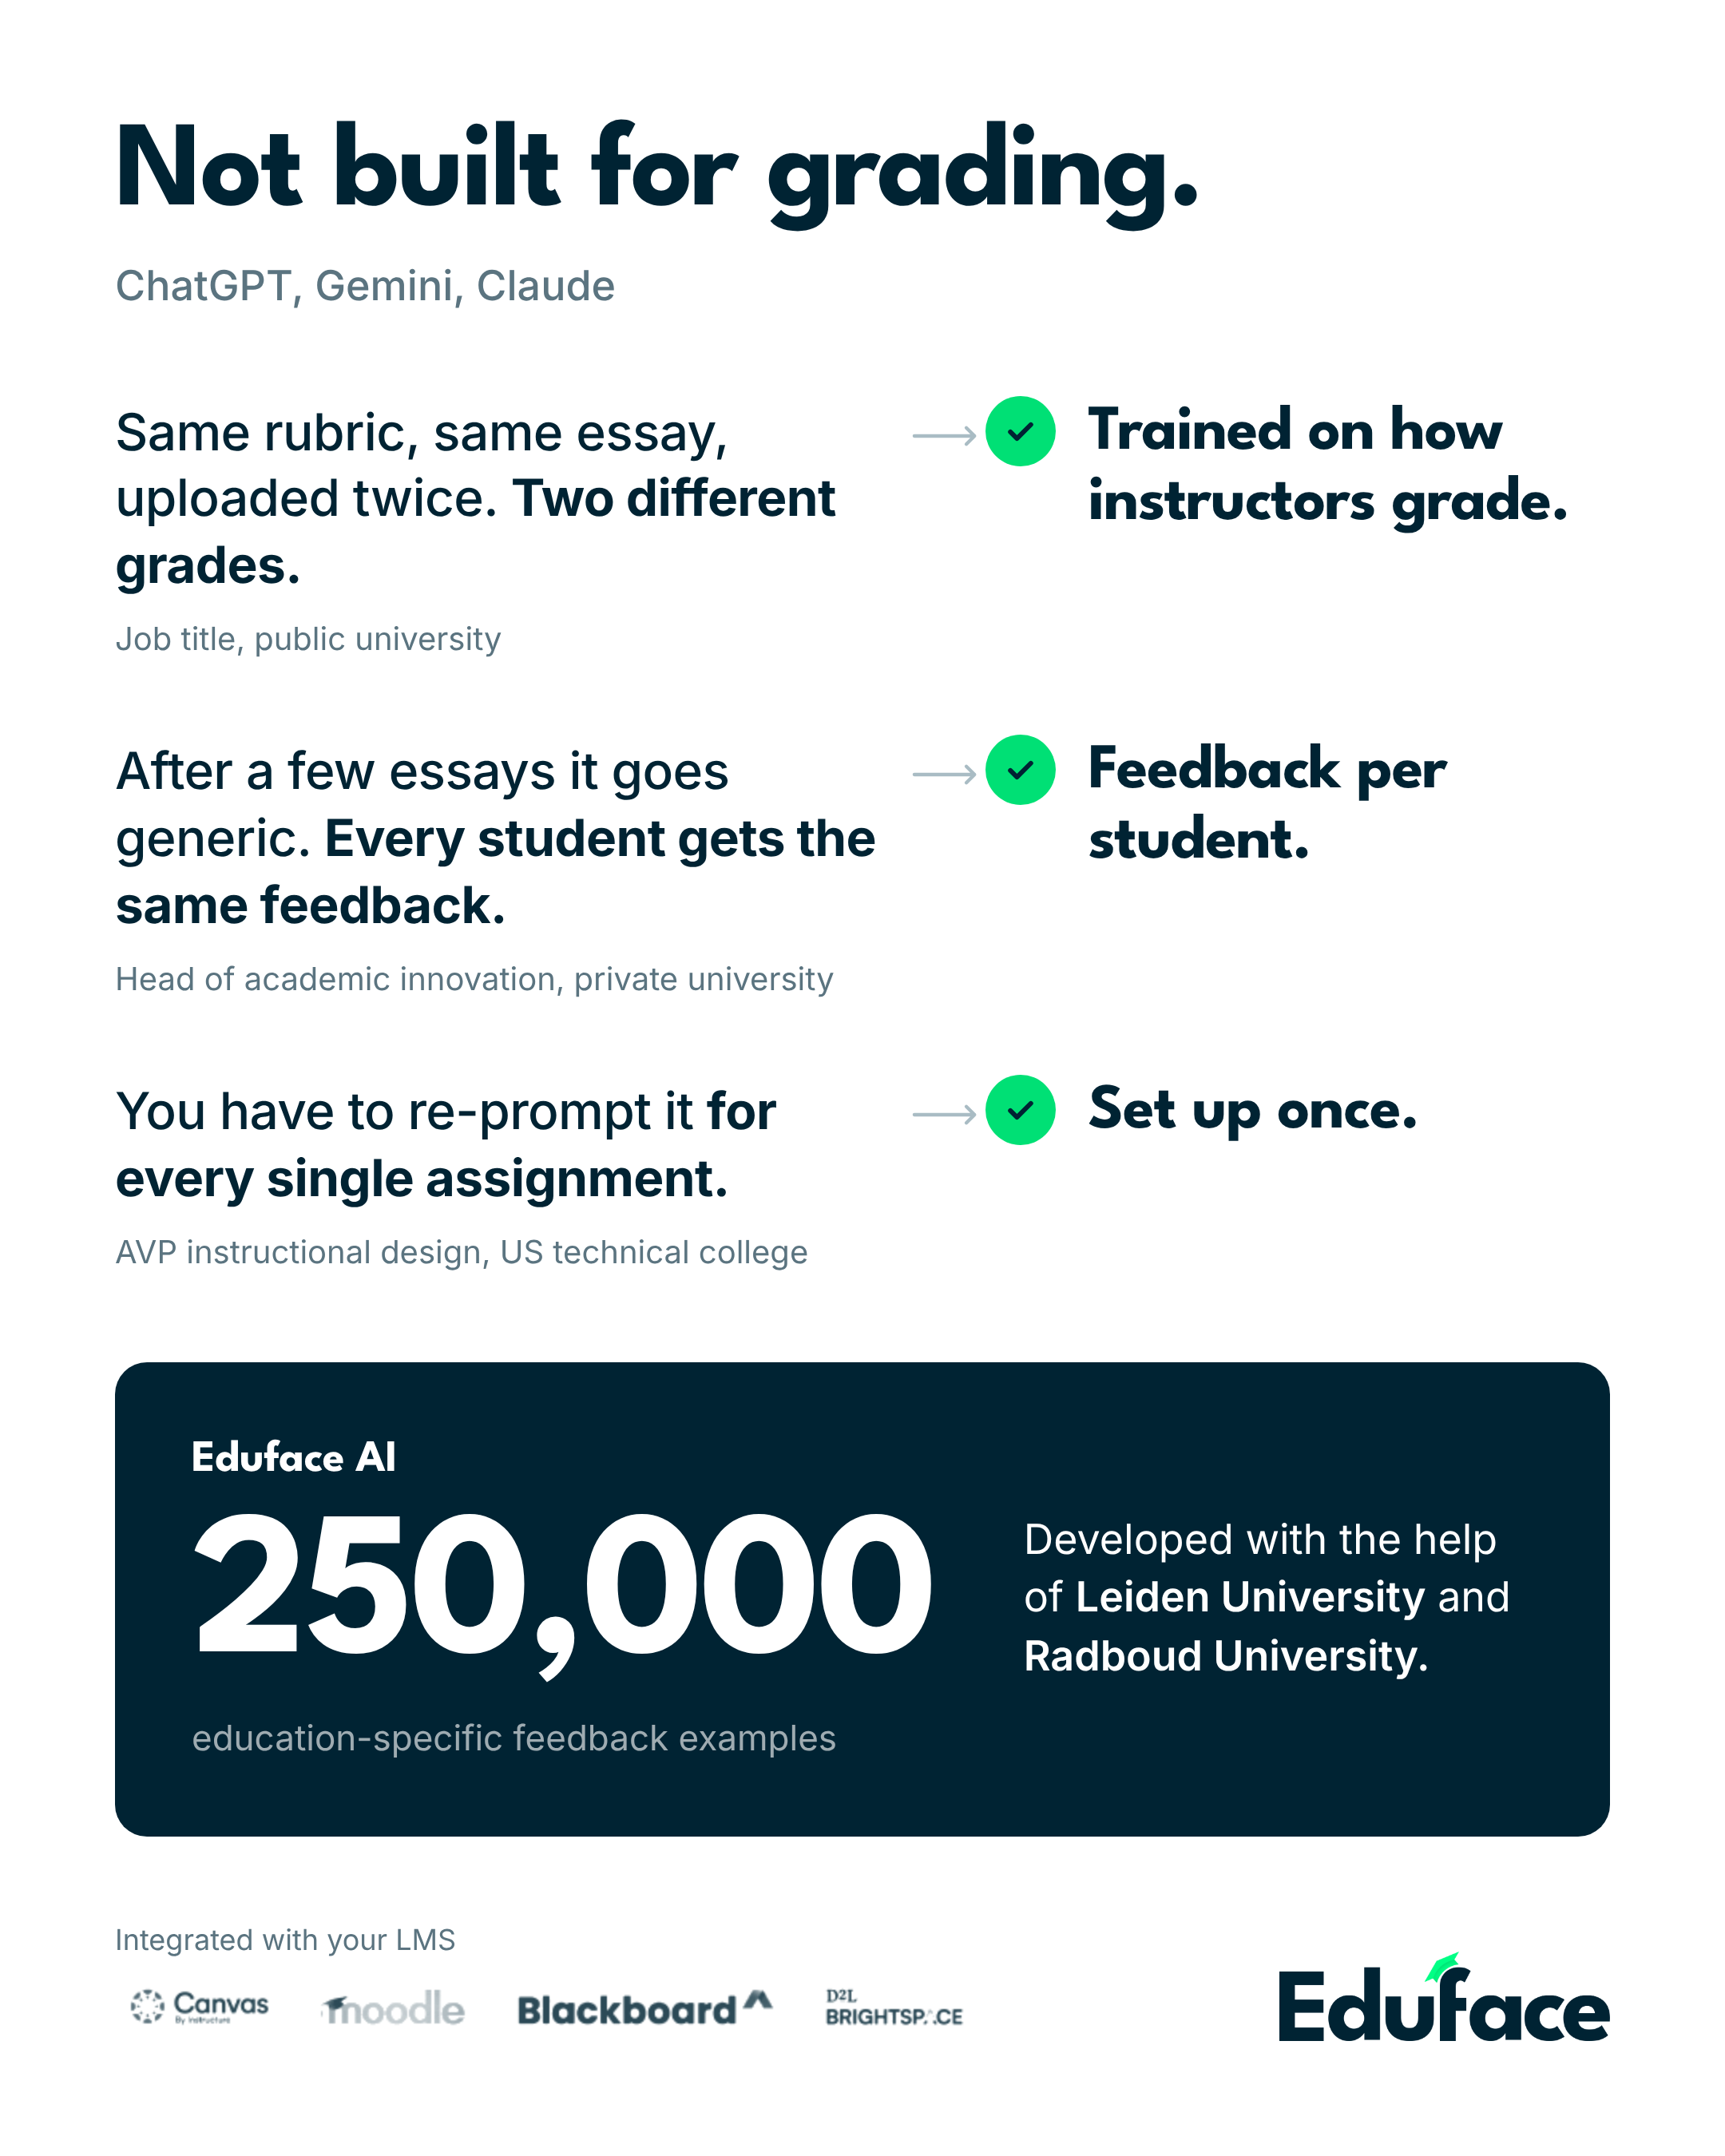 Not built for grading.
ChatGPT, Gemini, Claude
Same rubric, same essay,
uploaded twice. Two different
grades.
Job title, public university
Trained on how
instructors grade.
After a few essays it goes
generic. Every student gets the
same feedback.
Head of academic innovation, private university
Feedback per
student.
You have to re-prompt it for
every single assignment.
AVP instructional design, US technical college
Set up once.
Eduface AI
250,000
education-specific feedback examples
Developed with the help
of Leiden University and
Radboud University.
Integrated with your LMS
Canvas
By Instructure
moodle
Blackboard
D2L
BRIGHTSPACE
Eduface